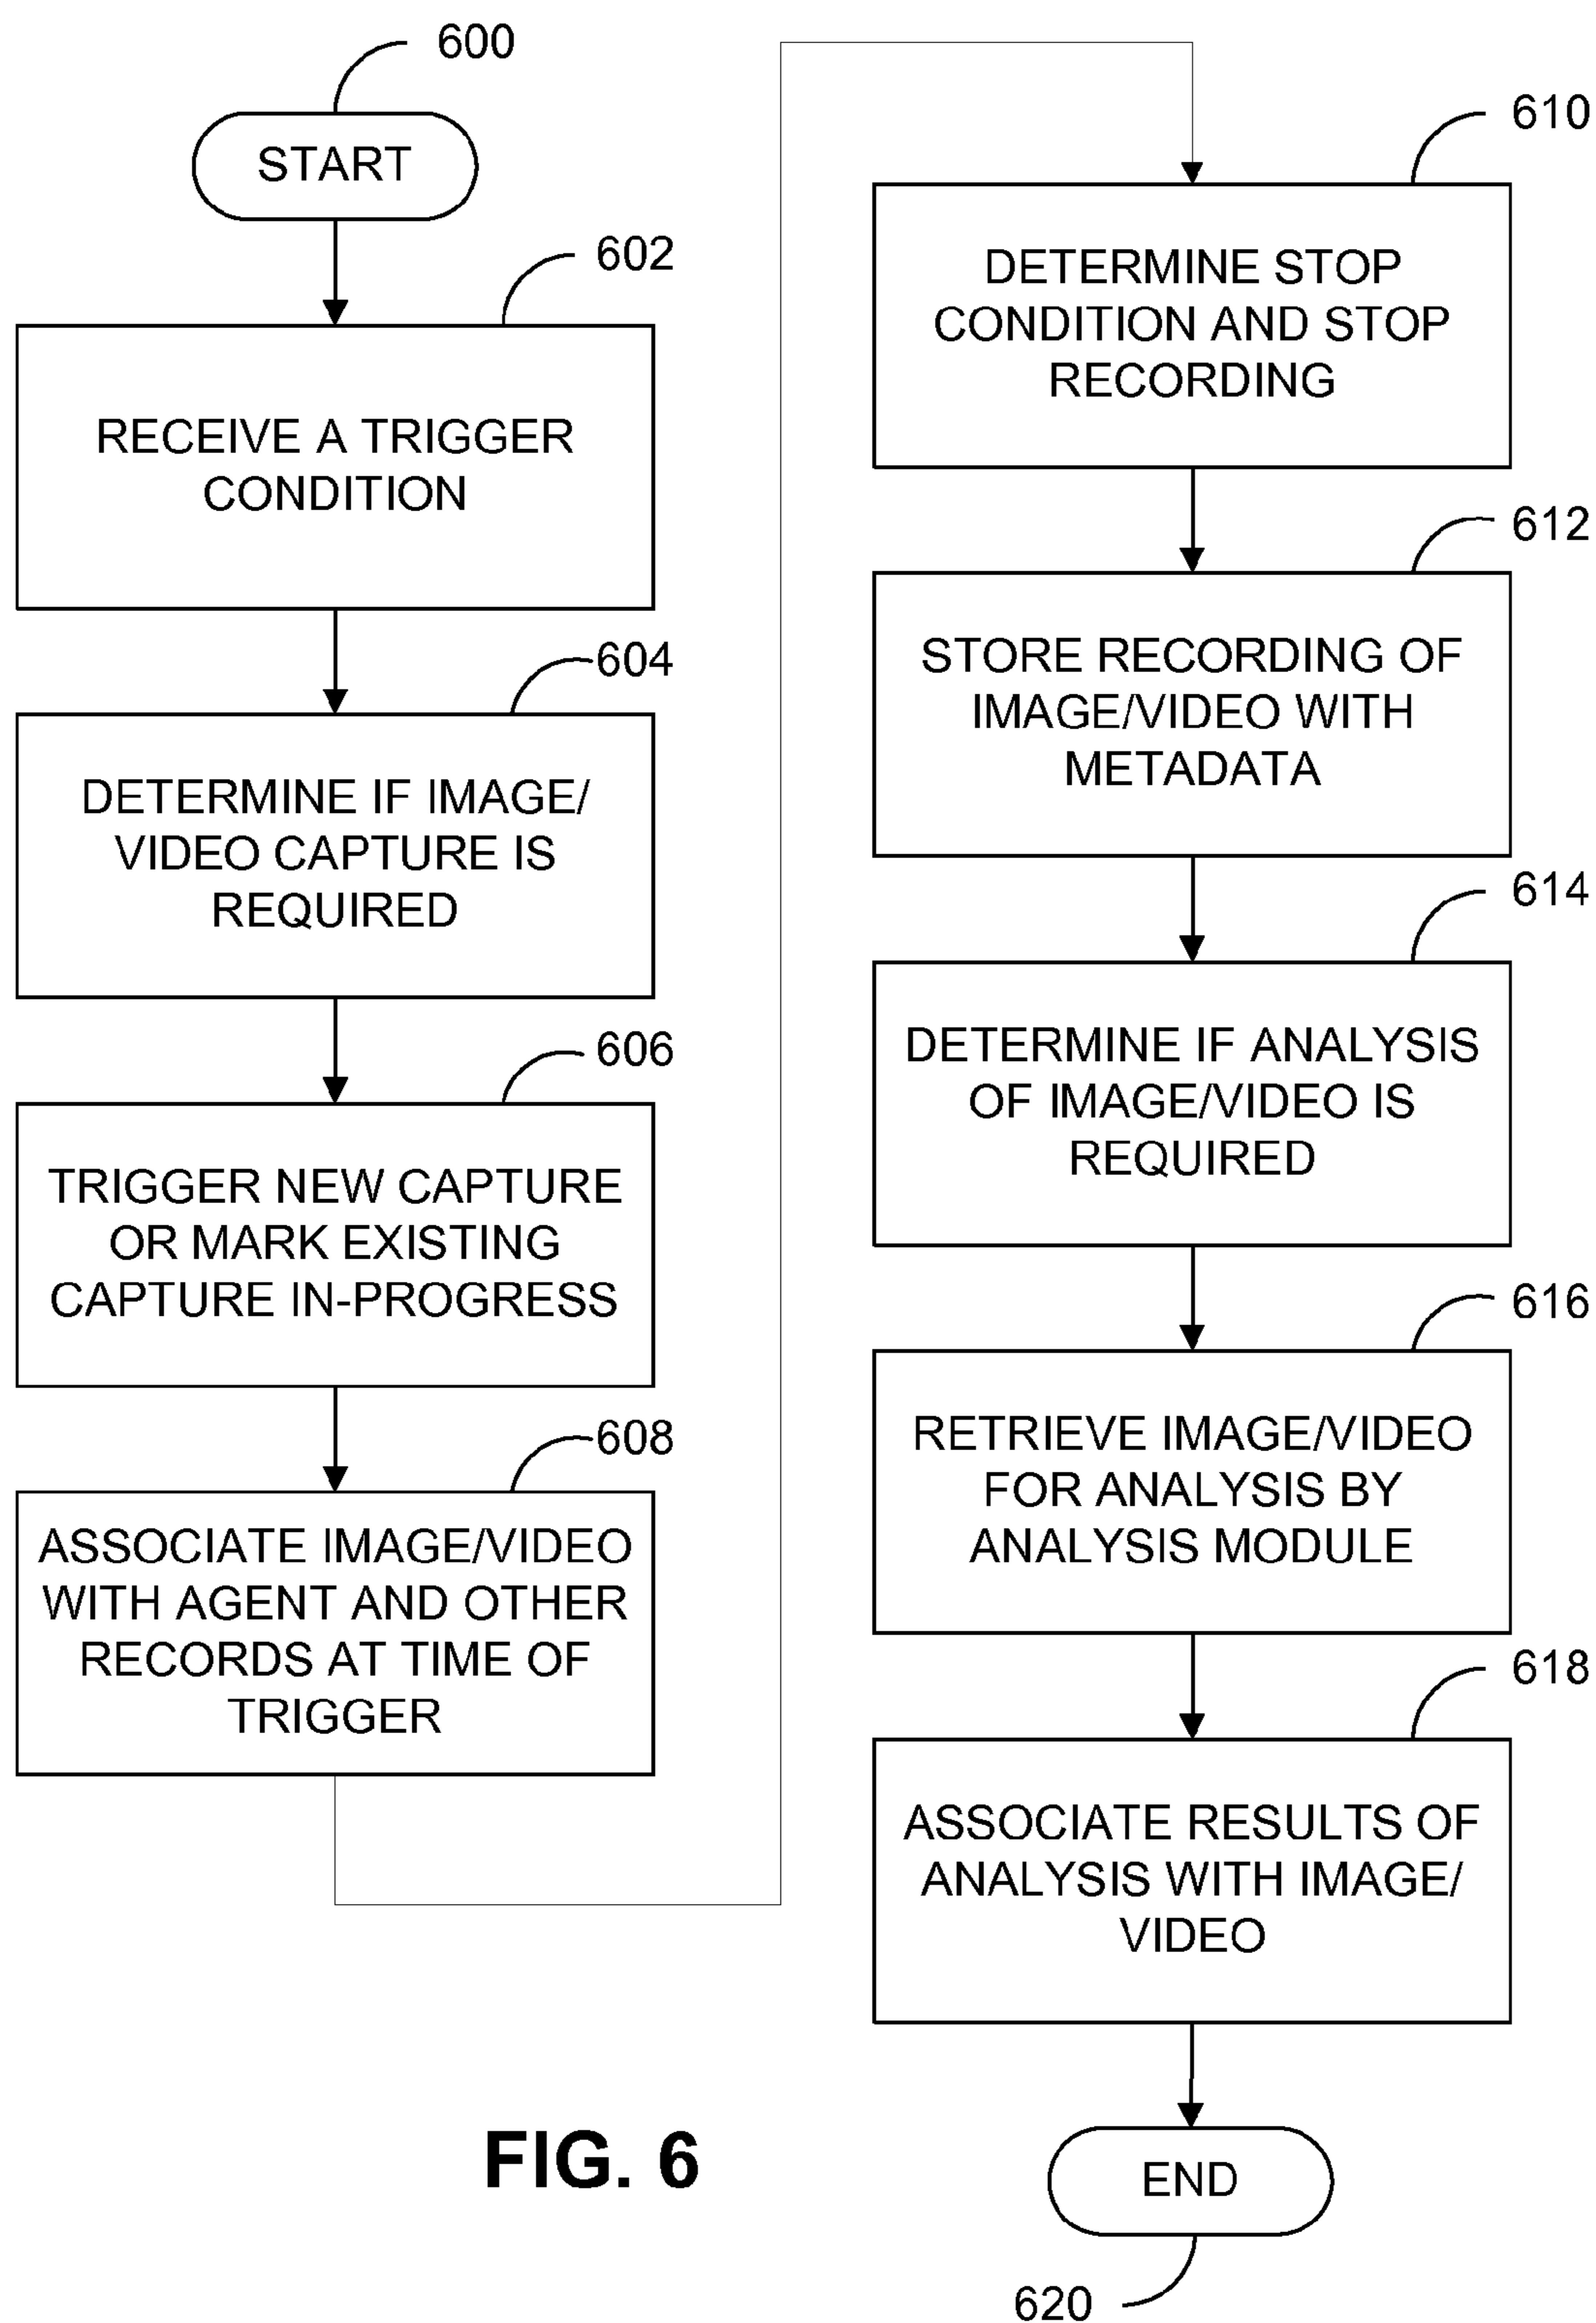 600
START
602
RECEIVE A TRIGGER
CONDITION
604
DETERMINE IF IMAGE/
VIDEO CAPTURE IS
REQUIRED
606
TRIGGER NEW CAPTURE
OR MARK EXISTING
CAPTURE IN-PROGRESS
608
ASSOCIATE IMAGE/VIDEO
WITH AGENT AND OTHER
RECORDS AT TIME OF
TRIGGER
610
DETERMINE STOP
CONDITION AND STOP
RECORDING
612
STORE RECORDING OF
IMAGE/VIDEO WITH
METADATA
614
DETERMINE IF ANALYSIS
OF IMAGE/VIDEO IS
REQUIRED
616
RETRIEVE IMAGE/VIDEO
FOR ANALYSIS BY
ANALYSIS MODULE
618
ASSOCIATE RESULTS OF
ANALYSIS WITH IMAGE/
VIDEO
END
620
FIG. 6